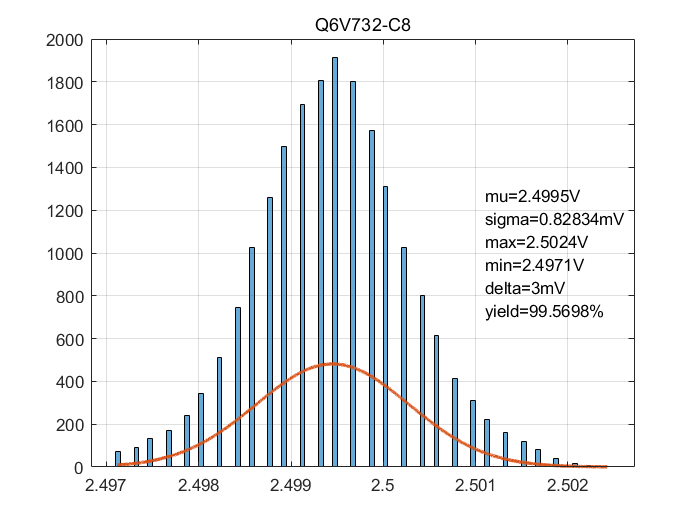 Q6V732-C8
2000
1800
1600
1400
1200
1000
800
600
400
200
0
mu=2.4995V
sigma=0.82834mV
max=2.5024V
min=2.4971V
delta=3mV
yield=99.5698%
2.497 2.498 2.499 2.5 2.501 2.502